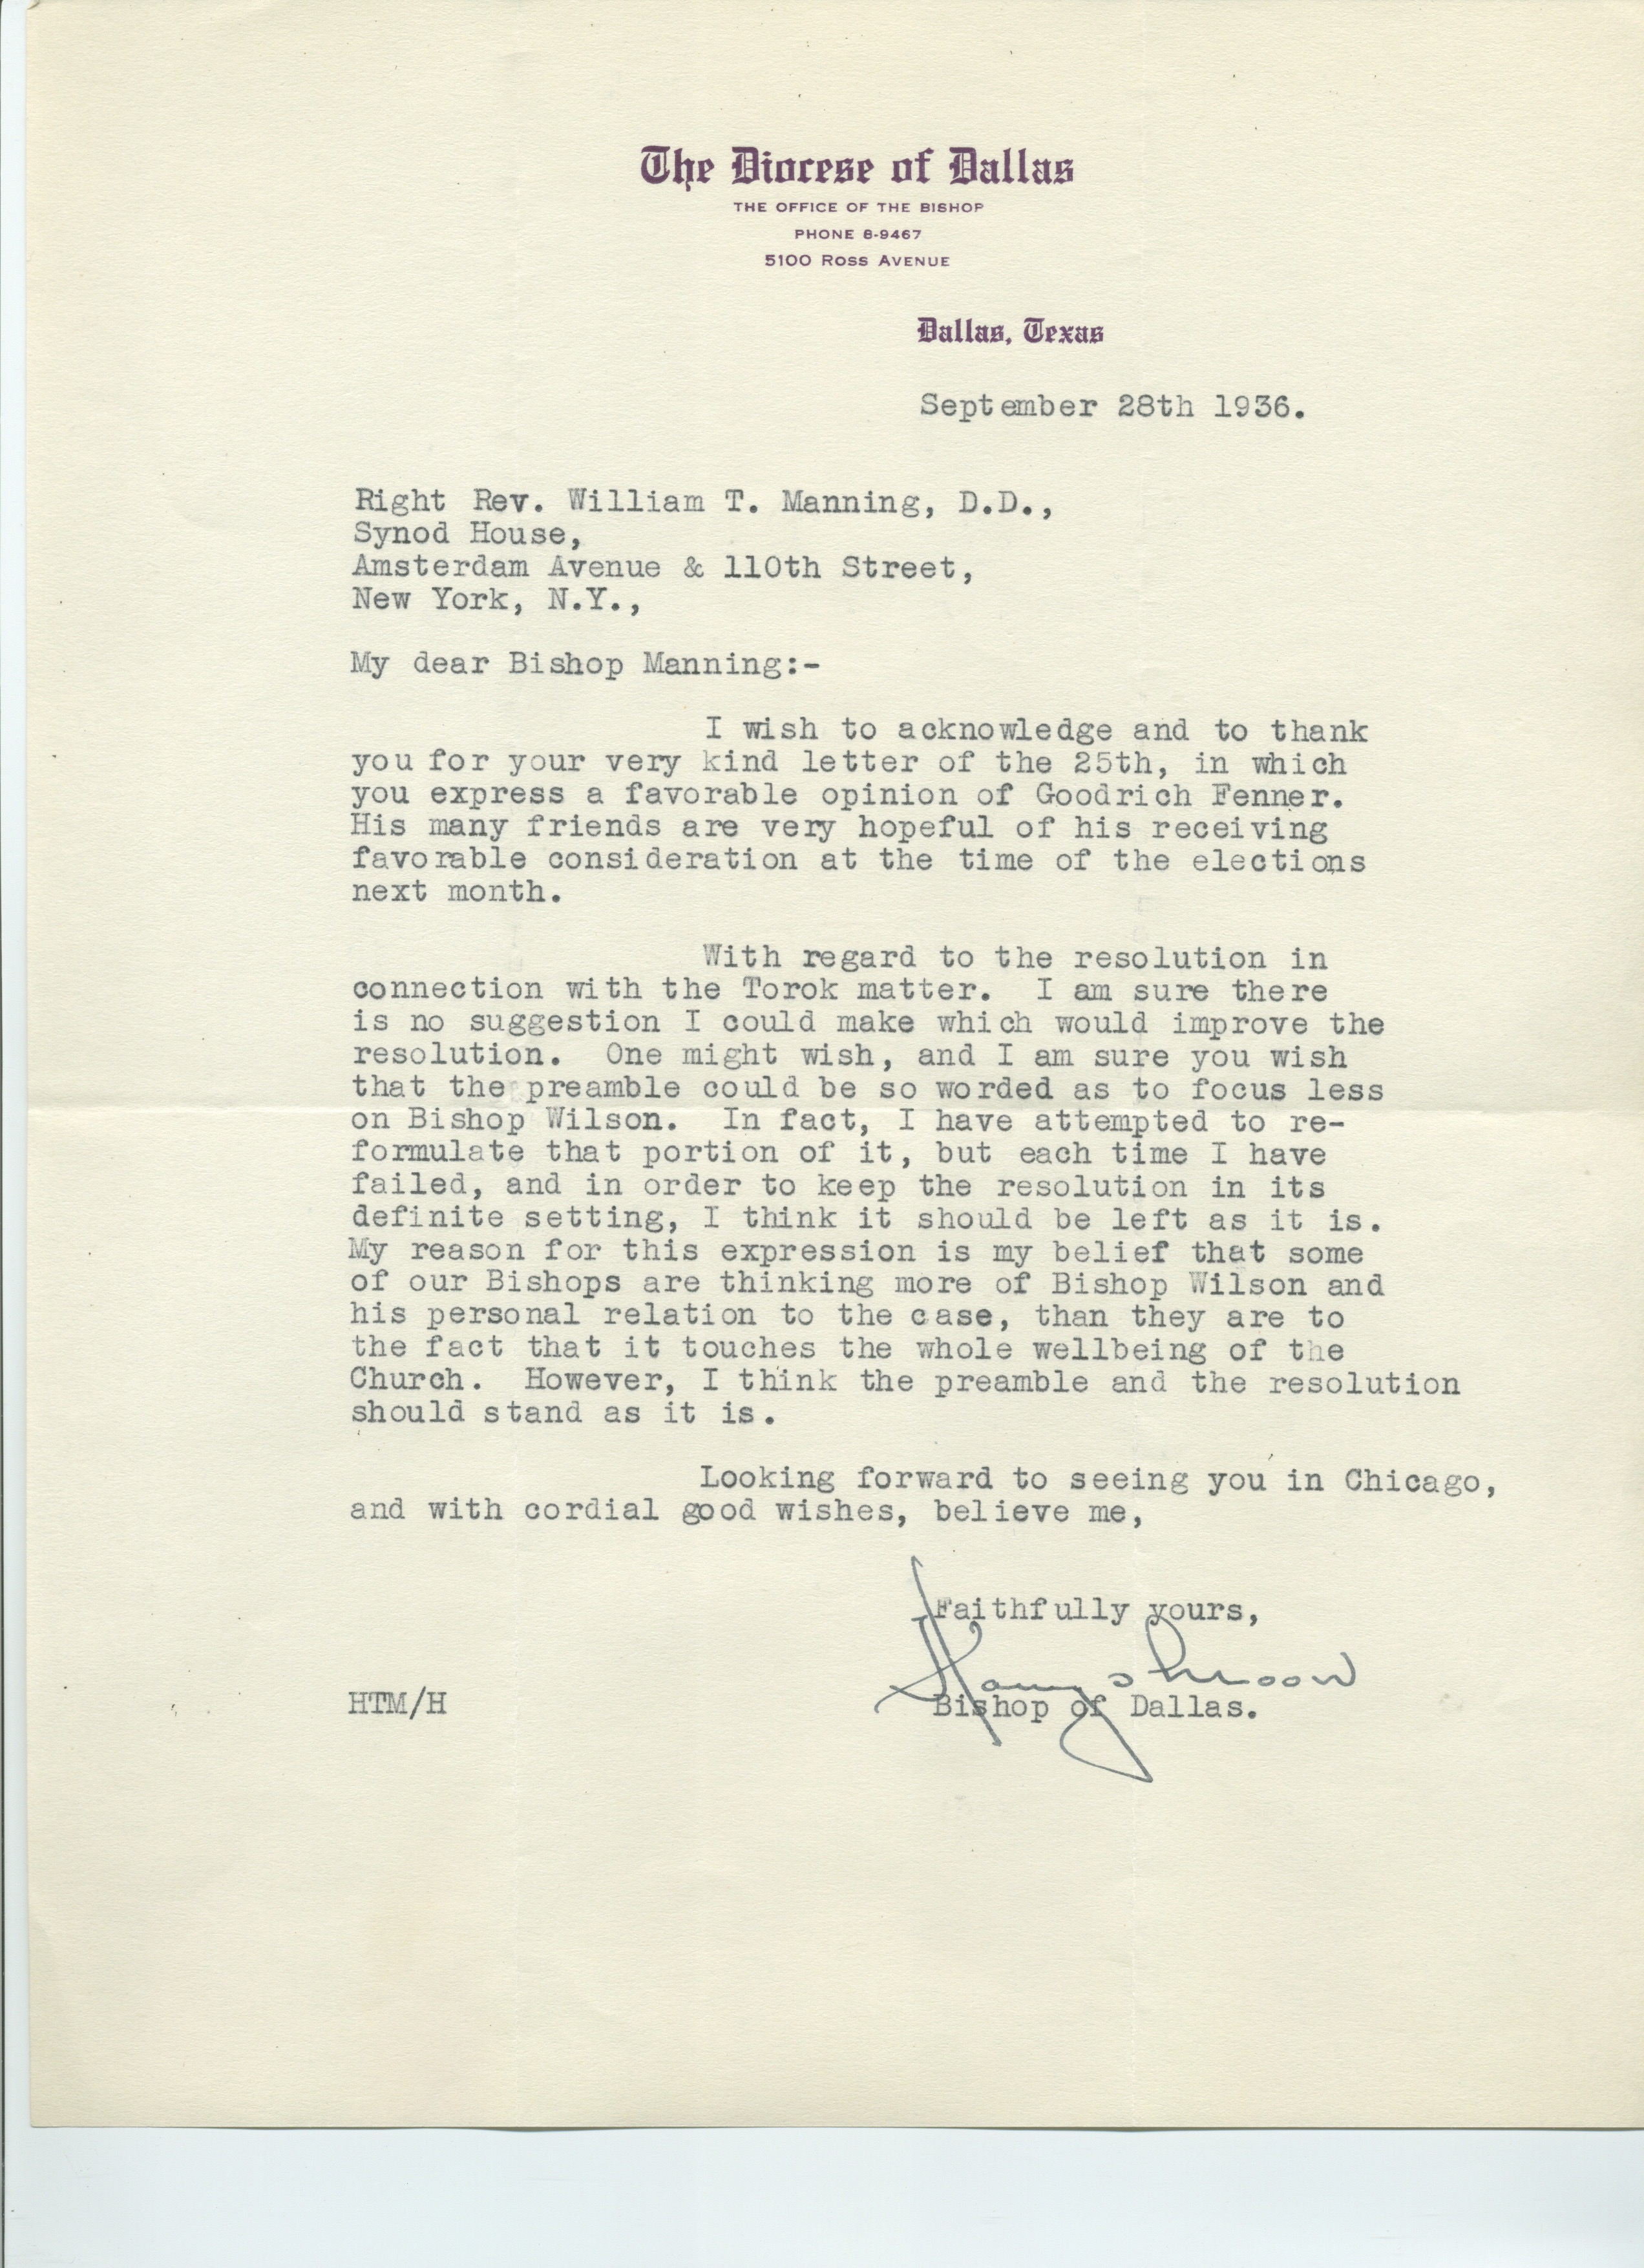 The Diocese of Dallas
THE OFFICE OF THE BISHOP
PHONE 8-9467
5100 ROSS AVENUE
Dallas, Texas
September 28th 1936.
Right Rev. William T. Manning, D.D.,
Synod House,
Amsterdam Avenue & 110th Street,
New York, N.Y.,
My dear Bishop Manning:-
I wish to acknowledge and to thank
you for your very kind letter of the 25th, in which
you express a favorable opinion of Goodrich Fenner.
His many friends are very hopeful of his receiving
favorable consideration at the time of the elections
next month.
With regard to the resolution in
connection with the Torok matter. I am sure there
is no suggestion I could make which would improve the
resolution. One might wish, and I am sure you wish
that the preamble could be so worded as to focus less
on Bishop Wilson. In fact, I have attempted to re-
formulate that portion of it, but each time I have
failed, and in order to keep the resolution in its
definite setting, I think it should be left as it is.
My reason for this expression is my belief that some
of our Bishops are thinking more of Bishop Wilson and
his personal relation to the case, than they are to
the fact that it touches the whole wellbeing of the
Church. However, I think the preamble and the resolution
should stand as it is.
Looking forward to seeing you in Chicago,
and with cordial good wishes, believe me,
Faithfully yours,
Harry Moore
HTM/H
Bishop of Dallas.